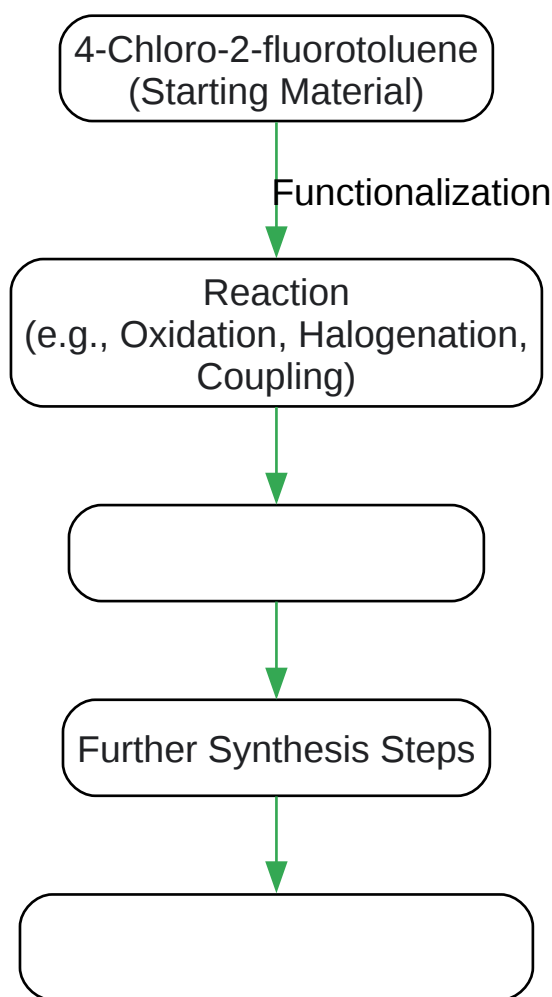 4-Chloro-2-fluorotoluene
(Starting Material)
Functionalization
Reaction
(e.g., Oxidation, Halogenation,
Coupling)
Further Synthesis Steps